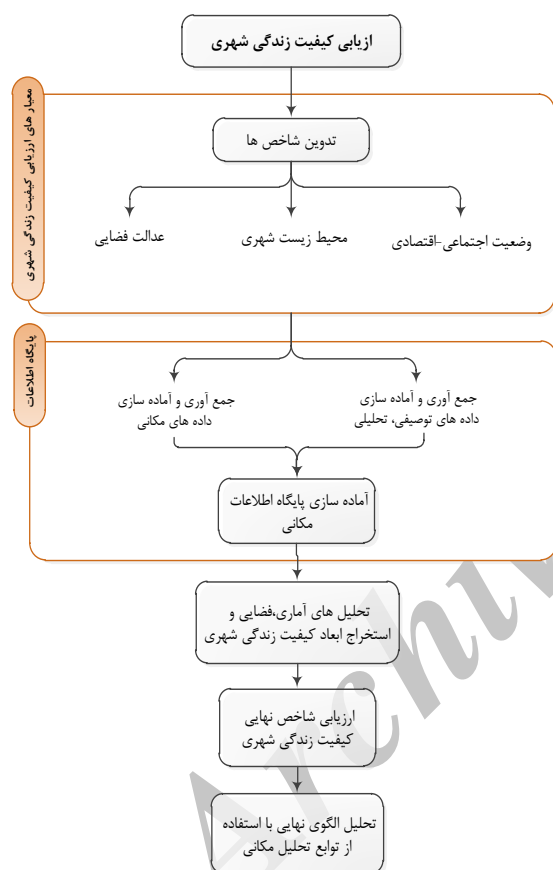 ازیابی کیفیت زندگی شهری
معیار های ارزیابی کیفیت زندگی شهری
تدوین شاخص ها
وضعیت اجتماعی-اقتصادی
محیط زیست شهری
عدالت فضایی
پایگاه اطلاعات
جمع آوری و آماده سازی
داده های توصیفی، تحلیلی
جمع آوری و آماده سازی
داده های مکانی
آماده سازی پایگاه اطلاعات
مکانی
تحلیل های آماری،فضایی و
استخراج ابعاد کیفیت زندگی شهری
ارزیابی شاخص نهایی
کیفیت زندگی شهری
تحلیل الگوی نهایی با استفاده
از توابع تحلیل مکانی